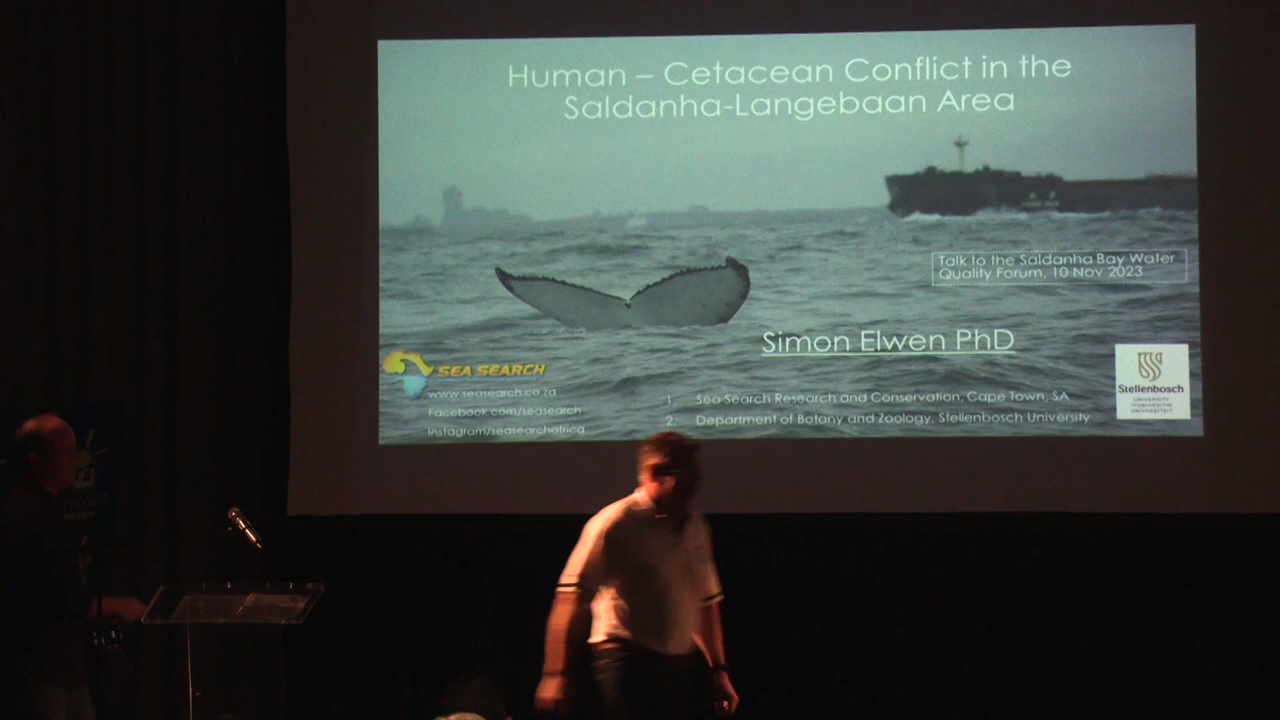 Human – Cetacean Conflict in the
Saldanha-Langebaan Area
Talk to the Saldanha Bay Water
Quality Forum, 10 Nov 2023
Simon Elwen PhD
SEA SEARCH
www.seasearch.co.za
Facebook.com/seasearch
Instagram/seasearchafrica
1. Sea Search Research and Conservation, Cape Town, SA
2. Department of Botany and Zoology, Stellenbosch University
Stellenbosch
UNIVERSITY